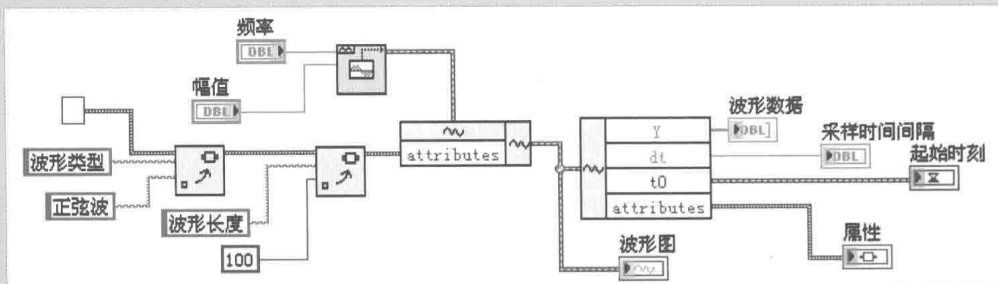 频率
DBL
幅值
DBL
波形类型
正弦波
波形长度
100
attributes
Y
dt
t0
attributes
波形数据
DBL
采样时间间隔
DBL
起始时刻
波形图
属性